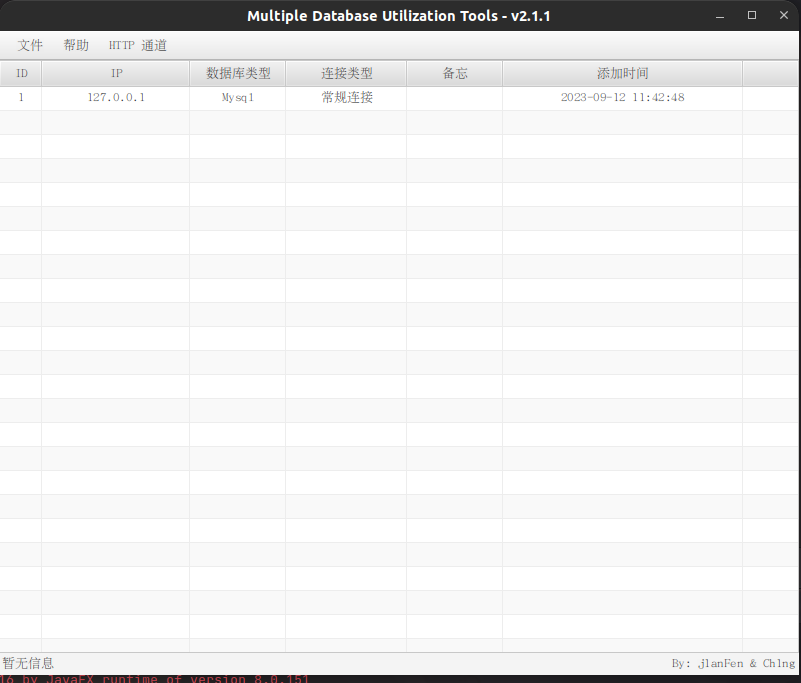 Multiple Database Utilization Tools - v2.1.1
文件 帮助 HTTP 通道
ID IP 数据库类型 连接类型 备忘 添加时间
1 127.0.0.1 Mysql 常规连接 2023-09-12 11:42:48
暂无信息 By: jlanFen & Ch1ng
16 by JavaFX runtime of version 8.0.151